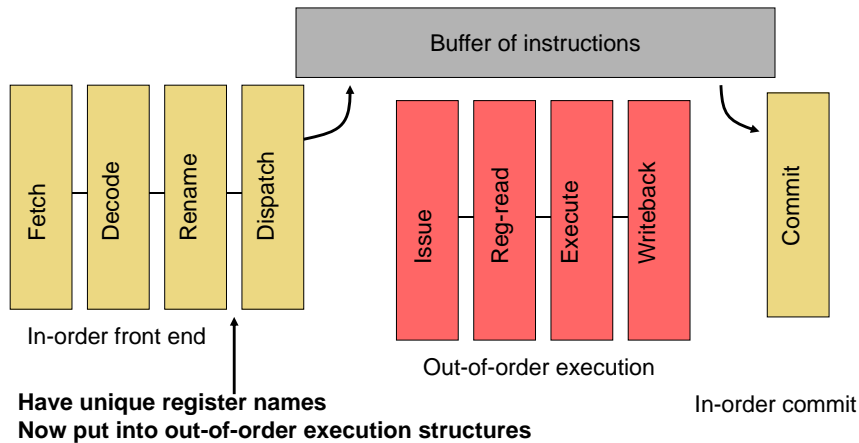 Buffer of instructions
Fetch
Decode
Rename
Dispatch
Issue
Reg-read
Execute
Writeback
Commit
In-order front end
Out-of-order execution
In-order commit
Have unique register names
Now put into out-of-order execution structures